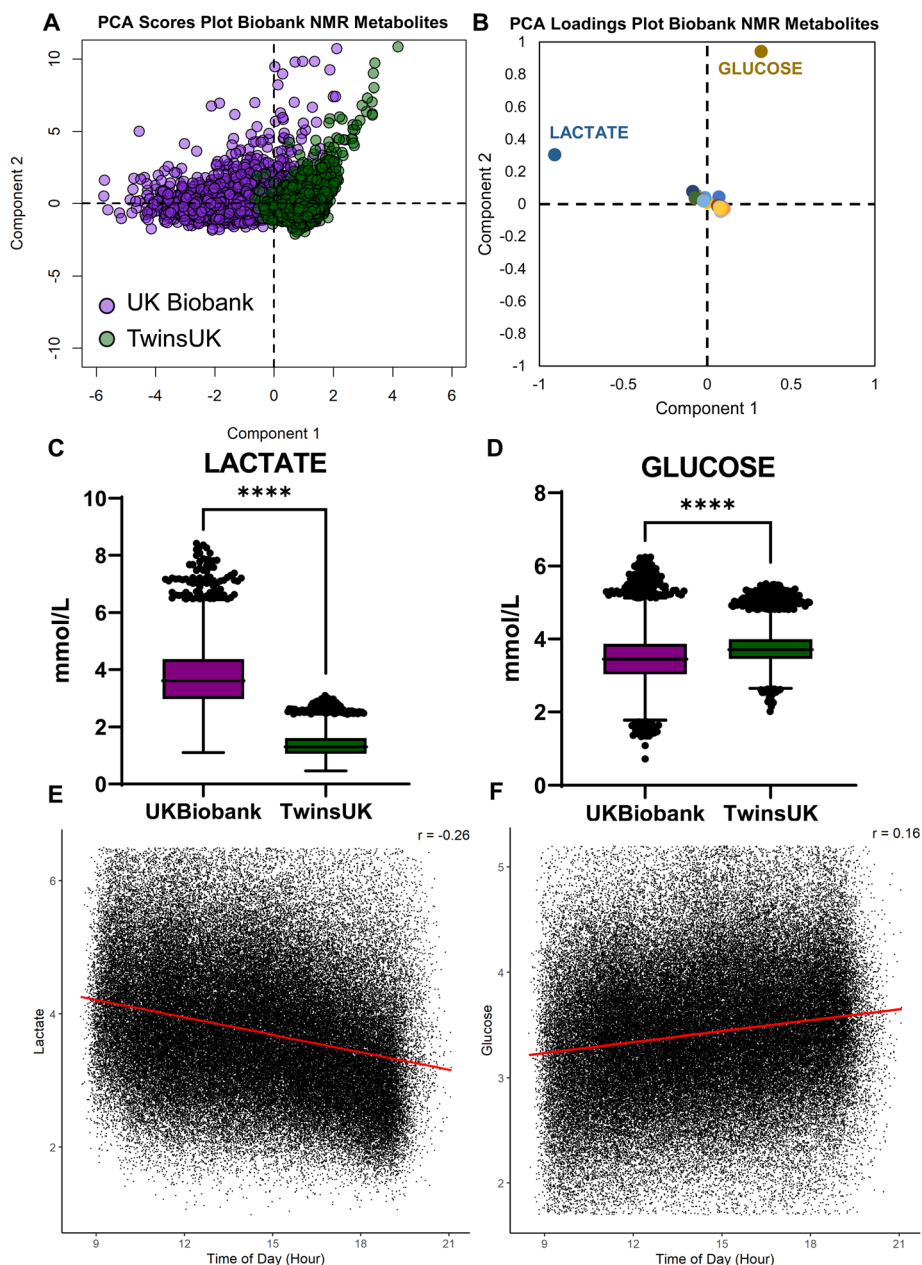 A PCA Scores Plot Biobank NMR Metabolites
10
5
0
-5
-10
Component 2
UK Biobank
TwinsUK
-6 -4 -2 0 2 4 6
Component 1
B PCA Loadings Plot Biobank NMR Metabolites
1
0.8
0.6
0.4
0.2
0
-0.2
-0.4
-0.6
-0.8
-1
Component 2
GLUCOSE
LACTATE
-1 -0.5 0 0.5 1
Component 1
C
LACTATE
****
10
8
6
4
2
0
mmol/L
UKBiobank TwinsUK
D
GLUCOSE
****
8
6
4
2
0
mmol/L
UKBiobank TwinsUK
E
r = -0.26
6
4
2
Lactate
9 12 15 18 21
Time of Day (Hour)
F
r = 0.16
5
4
3
2
Glucose
9 12 15 18 21
Time of Day (Hour)